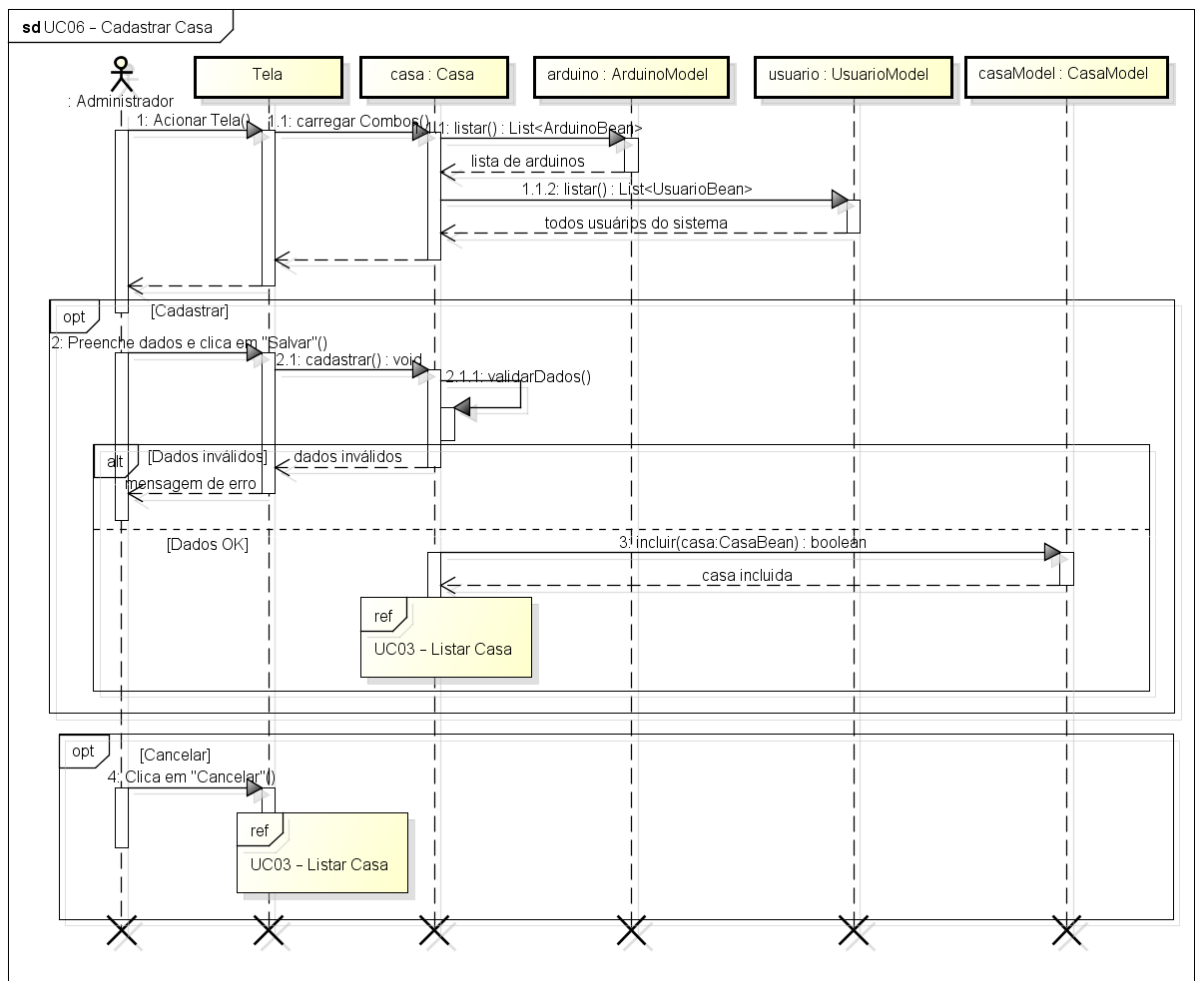 sd UC06 – Cadastrar Casa
: Administrador
Tela
casa : Casa
arduino : ArduinoModel
usuario : UsuarioModel
casaModel : CasaModel
1: Acionar Tela()
1.1: carregar Combos()
1.1.1: listar() : List<ArduinoBean>
lista de arduinos
1.1.2: listar() : List<UsuarioBean>
todos usuários do sistema
opt
[Cadastrar]
2: Preenche dados e clica em "Salvar"()
2.1: cadastrar() : void
2.1.1: validarDados()
alt
[Dados inválidos]
dados inválidos
mensagem de erro
[Dados OK]
3: incluir(casa:CasaBean) : boolean
casa incluida
ref
UC03 – Listar Casa
opt
[Cancelar]
4: Clica em "Cancelar"()
ref
UC03 – Listar Casa